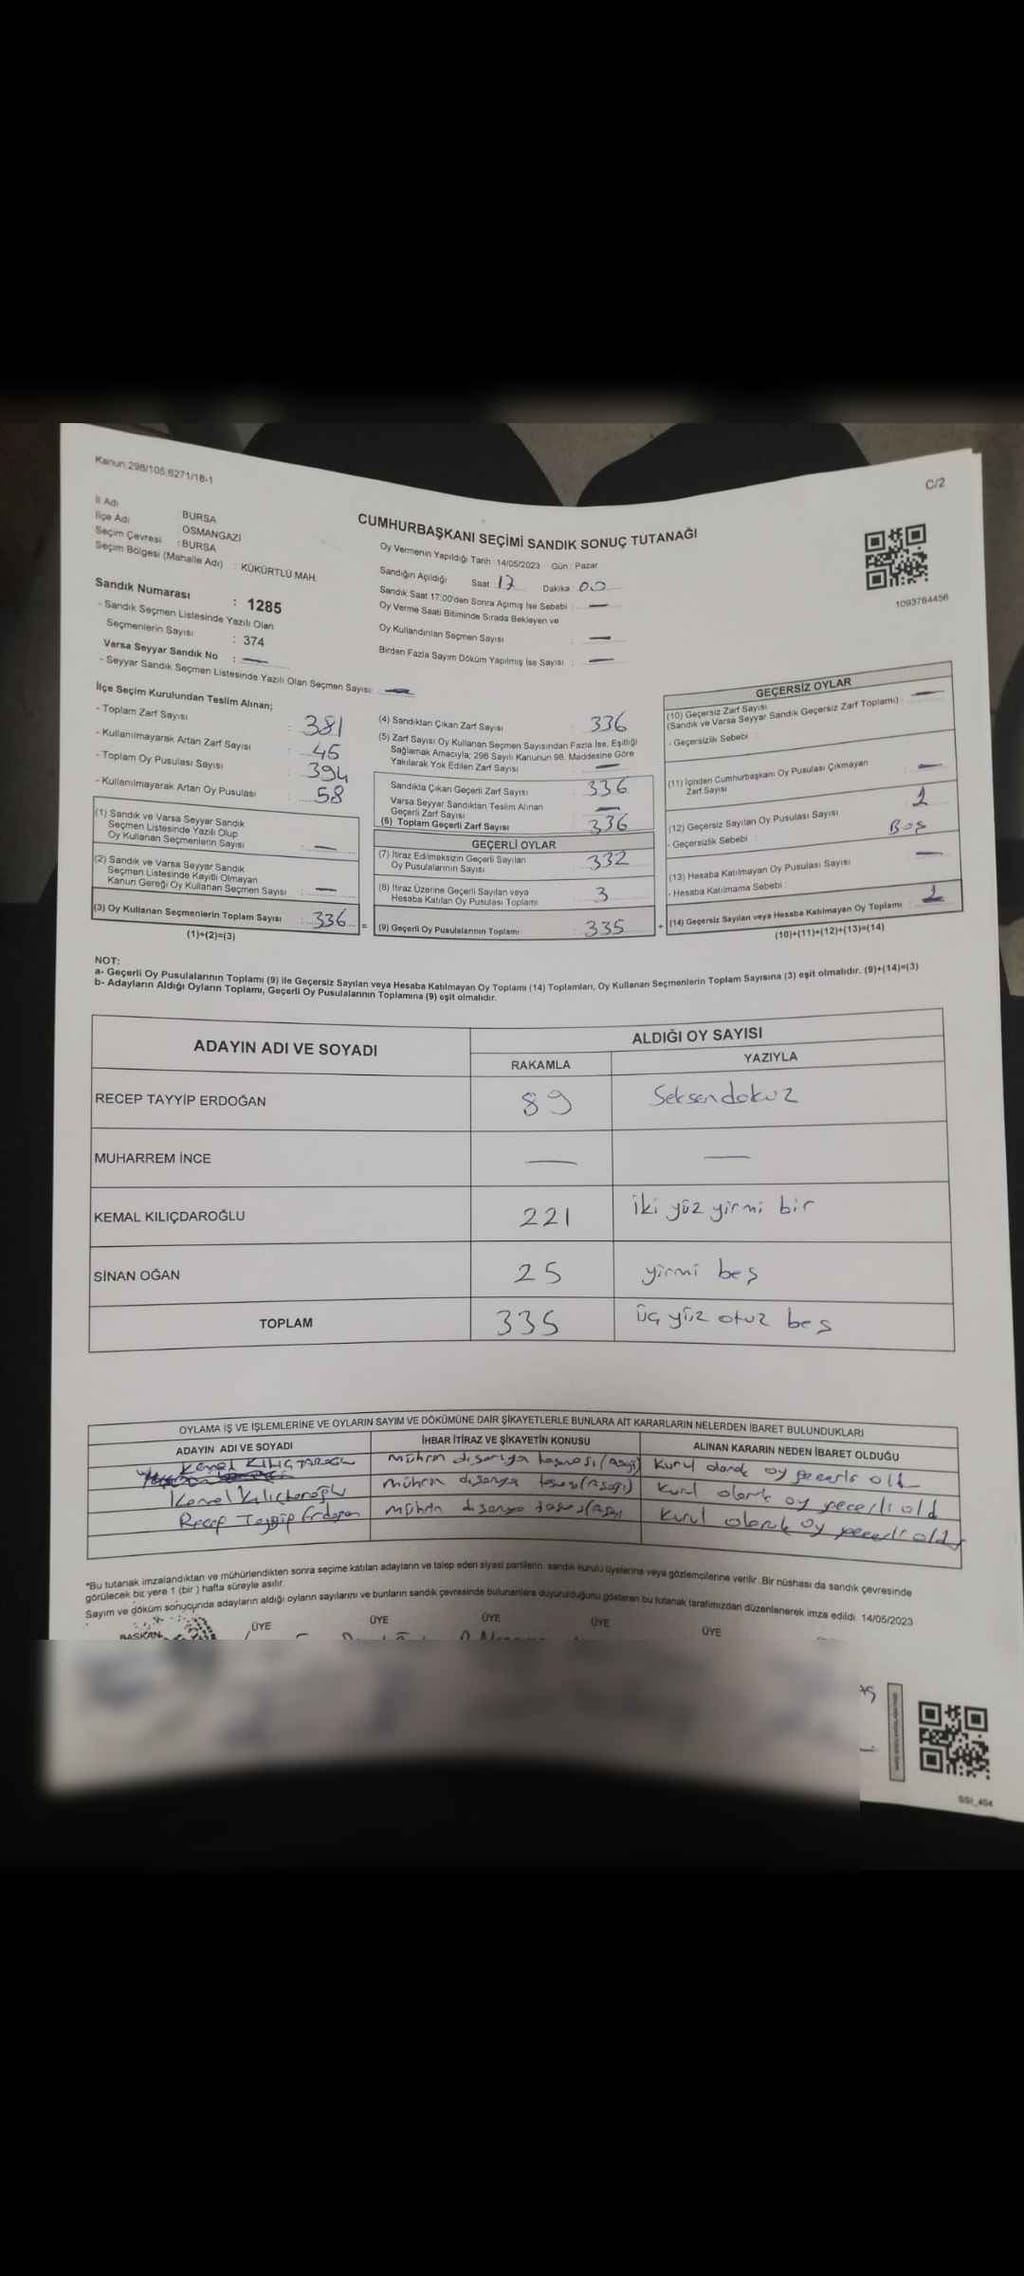 Kanun:298/105;6271/18-1
C/2
İl Adı BURSA
İlçe Adı OSMANGAZİ
Seçim Çevresi : BURSA
Seçim Bölgesi (Mahalle Adı) : KÜKÜRTLÜ MAH.
CUMHURBAŞKANI SEÇİMİ SANDIK SONUÇ TUTANAĞI
Oy Vermenin Yapıldığı Tarih :14/05/2023 Gün : Pazar
Sandığın Açıldığı Saat : 17 Dakika : 00
Sandık Saat 17:00'den Sonra Açımış İse Sebebi : —
Oy Verme Saati Bitiminde Sırada Bekleyen ve
Oy Kullandırılan Seçmen Sayısı : —
Birden Fazla Sayım Döküm Yapılmış İse Sayısı : —
1093764456
Sandık Numarası : 1285
- Sandık Seçmen Listesinde Yazılı Olan
Seçmenlerin Sayısı : 374
Varsa Seyyar Sandık No : —
- Seyyar Sandık Seçmen Listesinde Yazılı Olan Seçmen Sayısı: —
İlçe Seçim Kurulundan Teslim Alınan;
- Toplam Zarf Sayısı : 381
- Kullanılmayarak Artan Zarf Sayısı : 45
- Toplam Oy Pusulası Sayısı : 394
- Kullanılmayarak Artan Oy Pusulası : 58
(1) Sandık ve Varsa Seyyar Sandık
Seçmen Listesinde Yazılı Olup
Oy Kullanan Seçmenlerin Sayısı : —
(2) Sandık ve Varsa Seyyar Sandık
Seçmen Listesinde Kayıtlı Olmayan
Kanun Gereği Oy Kullanan Seçmen Sayısı : —
(3) Oy Kullanan Seçmenlerin Toplam Sayısı : 336 =
(1)+(2)=(3)
(4) Sandıktan Çıkan Zarf Sayısı : 336
(5) Zarf Sayısı Oy Kullanan Seçmen Sayısından Fazla İse, Eşitliği
Sağlamak Amacıyla; 298 Sayılı Kanunun 98. Maddesine Göre
Yakılarak Yok Edilen Zarf Sayısı : —
Sandıkta Çıkan Geçerli Zarf Sayısı : 336
Varsa Seyyar Sandıktan Teslim Alınan
Geçerli Zarf Sayısı : —
(6) Toplam Geçerli Zarf Sayısı : 336
GEÇERLİ OYLAR
(7) İtiraz Edilmeksizin Geçerli Sayılan
Oy Pusulalarının Sayısı : 332
(8) İtiraz Üzerine Geçerli Sayılan veya
Hesaba Katılan Oy Pusulası Toplamı : 3
(9) Geçerli Oy Pusulalarının Toplamı : 335 +
GEÇERSİZ OYLAR
(10) Geçersiz Zarf Sayısı
(Sandık ve Varsa Seyyar Sandık Geçersiz Zarf Toplamı) : —
- Geçersizlik Sebebi :
(11) İçinden Cumhurbaşkanı Oy Pusulası Çıkmayan
Zarf Sayısı : —
(12) Geçersiz Sayılan Oy Pusulası Sayısı : 1
- Geçersizlik Sebebi : Boş
(13) Hesaba Katılmayan Oy Pusulası Sayısı : —
- Hesaba Katılmama Sebebi :
(14) Geçersiz Sayılan veya Hesaba Katılmayan Oy Toplamı : 1
(10)+(11)+(12)+(13)=(14)
NOT:
a- Geçerli Oy Pusulalarının Toplamı (9) ile Geçersiz Sayılan veya Hesaba Katılmayan Oy Toplamı (14) Toplamları, Oy Kullanan Seçmenlerin Toplam Sayısına (3) eşit olmalıdır. (9)+(14)=(3)
b- Adayların Aldığı Oyların Toplamı, Geçerli Oy Pusulalarının Toplamına (9) eşit olmalıdır.
ADAYIN ADI VE SOYADI ALDIĞI OY SAYISI
RAKAMLA YAZIYLA
RECEP TAYYİP ERDOĞAN 89 Seksendokuz
MUHARREM İNCE — —
KEMAL KILIÇDAROĞLU 221 iki yüz yirmi bir
SİNAN OĞAN 25 yirmi beş
TOPLAM 335 üç yüz otuz beş
OYLAMA İŞ VE İŞLEMLERİNE VE OYLARIN SAYIM VE DÖKÜMÜNE DAİR ŞİKAYETLERLE BUNLARA AİT KARARLARIN NELERDEN İBARET BULUNDUKLARI
ADAYIN ADI VE SOYADI İHBAR İTİRAZ VE ŞİKAYETİN KONUSU ALINAN KARARIN NEDEN İBARET OLDUĞU
Kemal KILIÇTAROĞLU mührün dışarıya taşması (Aşağı) Kurul olarak oy geçerli old
Kemal Kılıçtaroğlu mührün dışarıya taşması (Aşağı) Kurul olarak oy geçerli old
Recep Tayyip Erdoğan mührün dışarıya taşması (Aşağı Kurul olarak oy geçerli oldu
*Bu tutanak imzalandıktan ve mühürlendikten sonra seçime katılan adayların ve talep eden siyasi partilerin, sandık kurulu üyelerine veya gözlemcilerine verilir. Bir nüshası da sandık çevresinde
görülecek bir yere 1 (bir ) hafta süreyle asılır.
Sayım ve döküm sonucunda adayların aldığı oyların sayılarını ve bunların sandık çevresinde bulunanlara duyurulduğunu gösteren bu tutanak tarafımızdan düzenlenerek imza edildi. 14/05/2023
BAŞKAN ÜYE ÜYE ÜYE ÜYE ÜYE
SSI_404